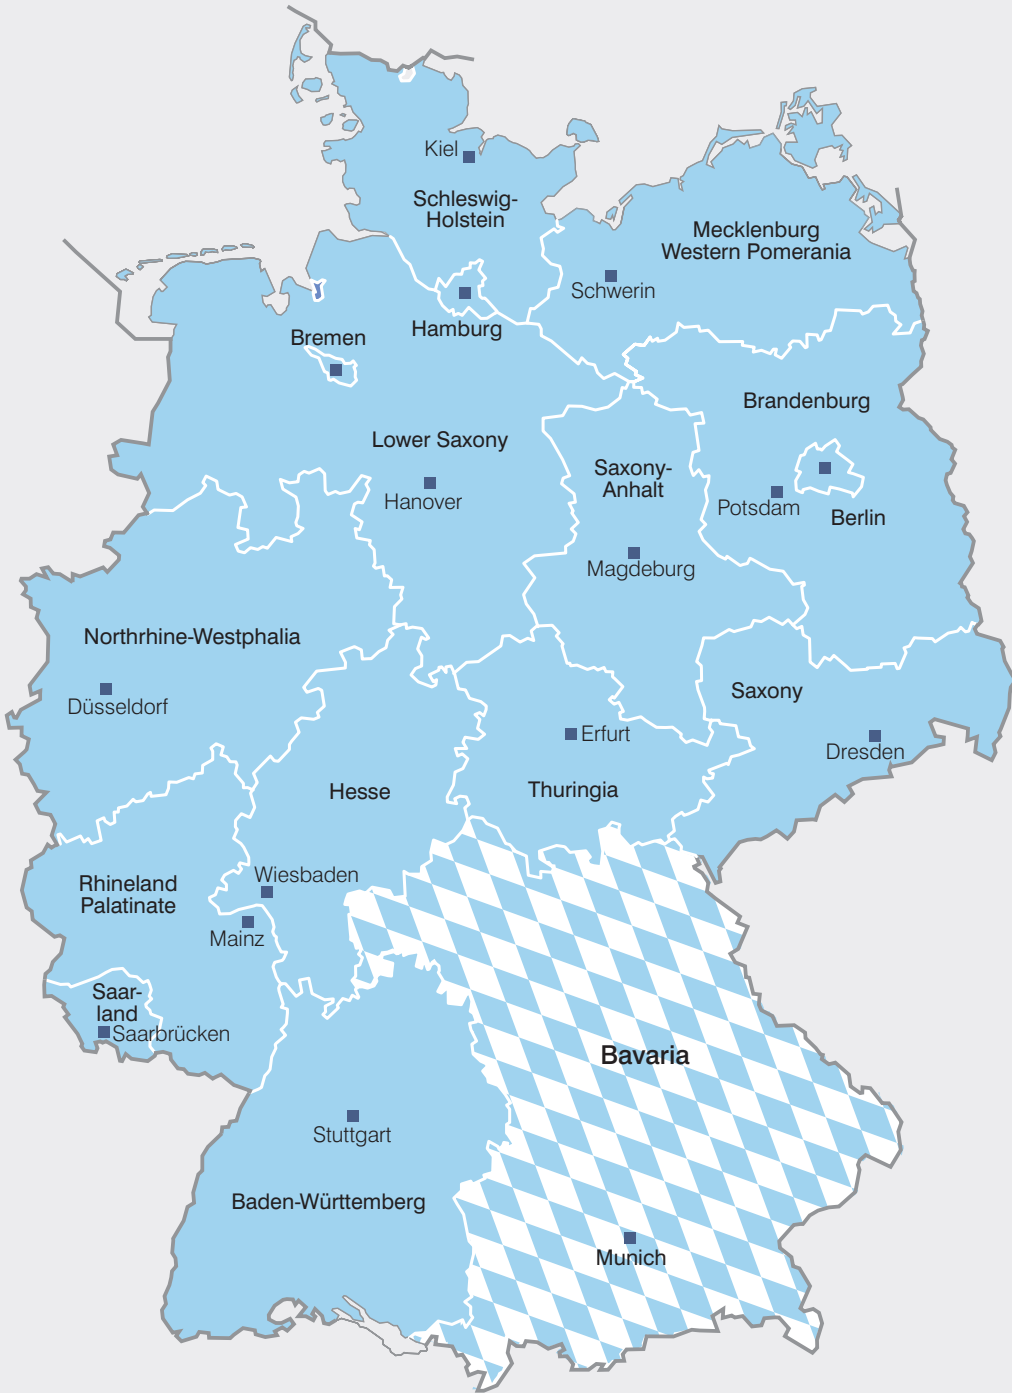 Kiel
Schleswig-
Holstein
Mecklenburg
Western Pomerania
Schwerin
Hamburg
Bremen
Brandenburg
Lower Saxony
Hanover
Saxony-
Anhalt
Potsdam
Berlin
Magdeburg
Northrhine-Westphalia
Düsseldorf
Saxony
Dresden
Erfurt
Thuringia
Hesse
Wiesbaden
Rhineland
Palatinate
Mainz
Saar-
land
Saarbrücken
Bavaria
Stuttgart
Baden-Württemberg
Munich